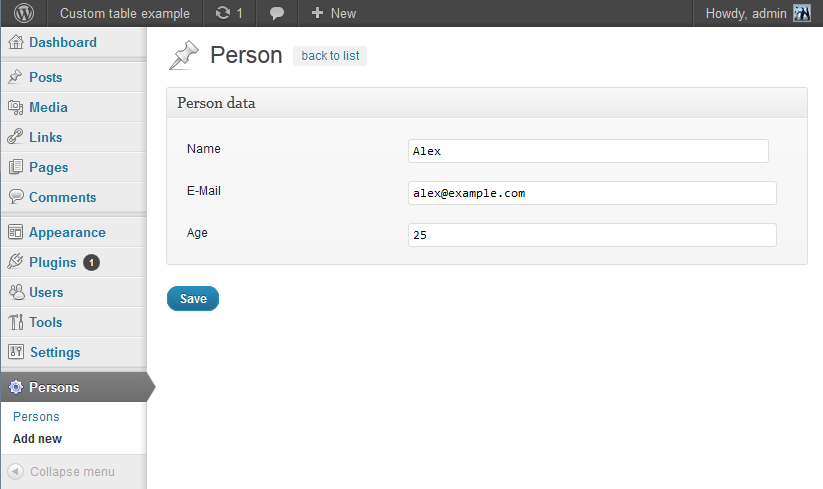 Custom table example 1 + New Howdy, admin
Dashboard
Posts
Media
Links
Pages
Comments
Appearance
Plugins 1
Users
Tools
Settings
Persons
Persons
Add new
Collapse menu
Person back to list
Person data
Name Alex
E-Mail alex@example.com
Age 25
Save